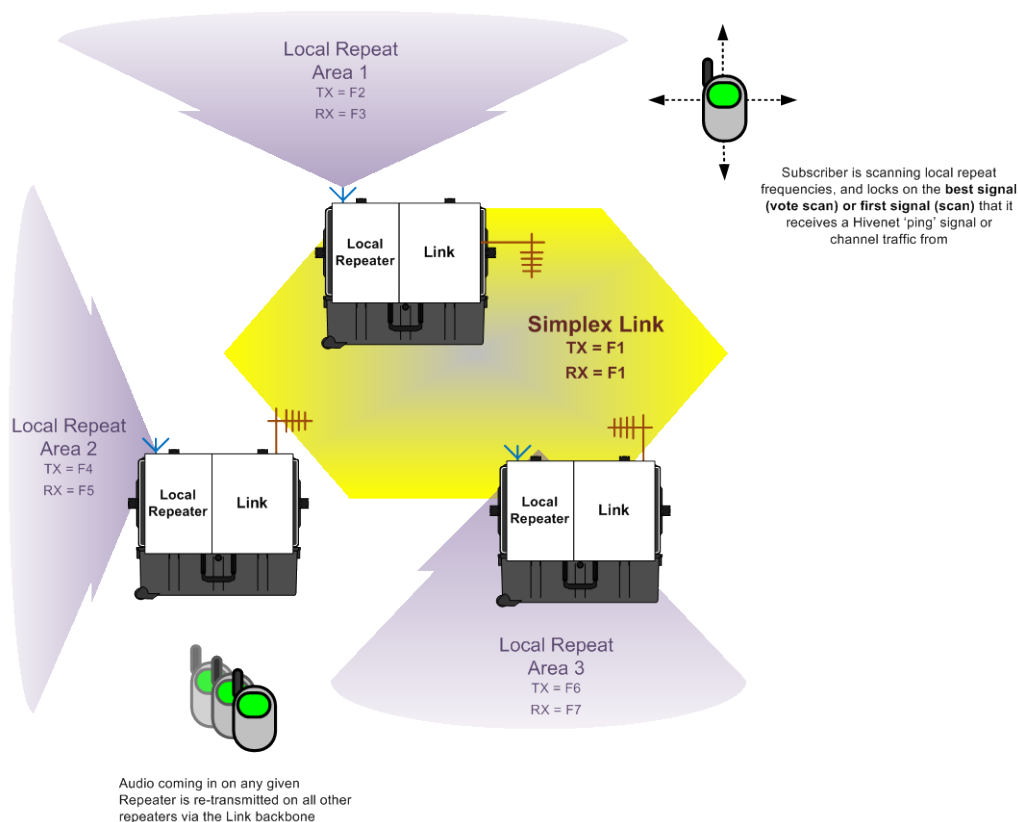 Local Repeat
Area 1
TX = F2
RX = F3
Subscriber is scanning local repeat
frequencies, and locks on the best signal
(vote scan) or first signal (scan) that it
receives a Hivenet ‘ping’ signal or
channel traffic from
Local
Repeater
Link
Simplex Link
TX = F1
RX = F1
Local Repeat
Area 2
TX = F4
RX = F5
Local
Repeater
Link
Local
Repeater
Link
Local Repeat
Area 3
TX = F6
RX = F7
Audio coming in on any given
Repeater is re-transmitted on all other
repeaters via the Link backbone